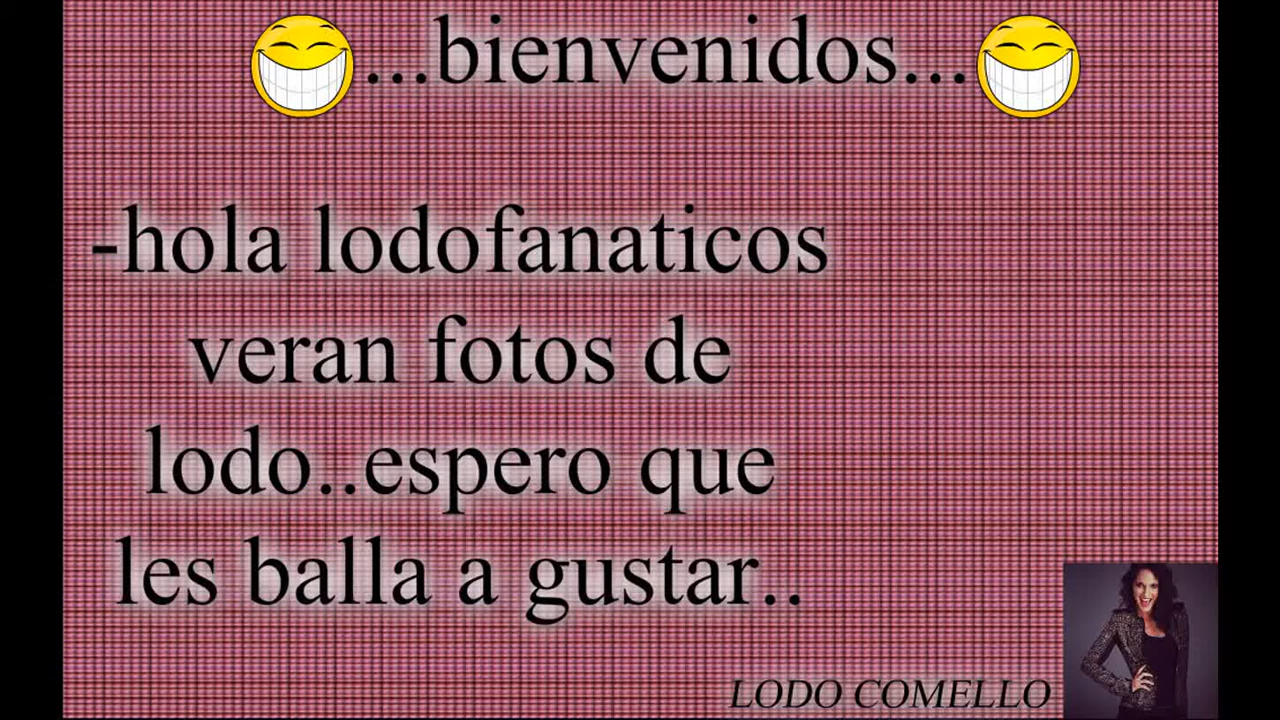 ...bienvenidos...
-hola lodofanaticos
veran fotos de
lodo..espero que
les balla a gustar..
LODO COMELLO